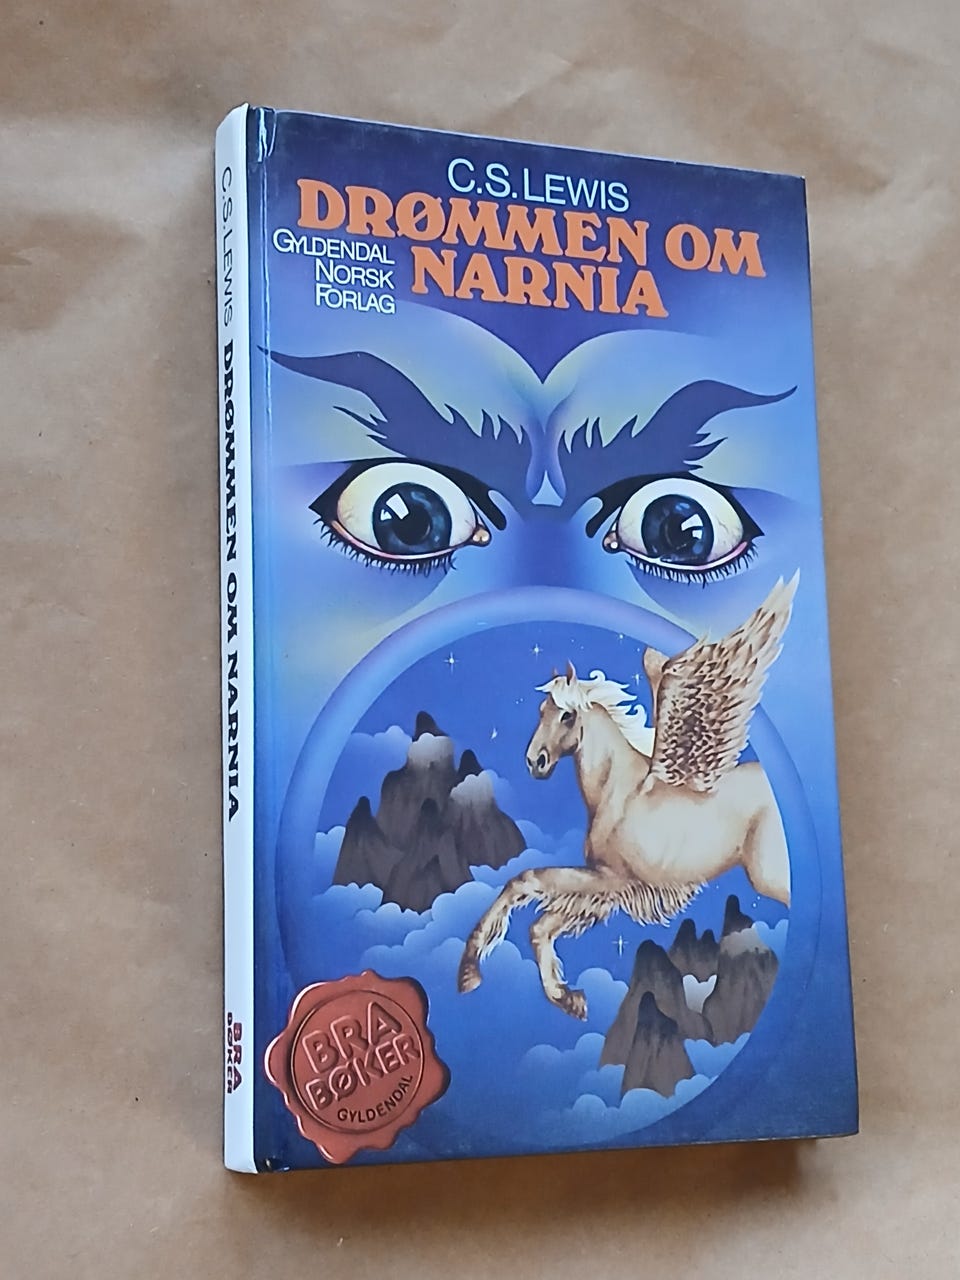 C.S. LEWIS
DRØMMEN OM
NARNIA
GYLDENDAL
NORSK
FORLAG
BRA
BØKER
GYLDENDAL
C.S. LEWIS DRØMMEN OM NARNIA
BRA
BØKER